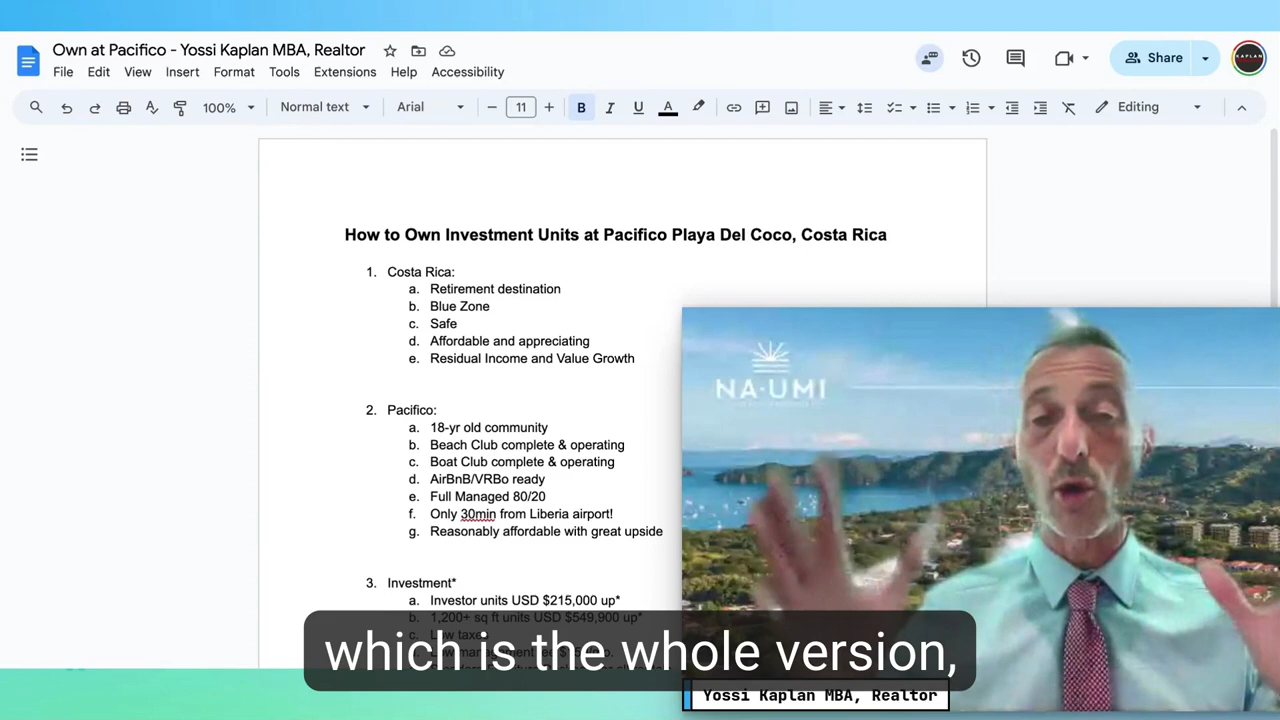 Own at Pacifico - Yossi Kaplan MBA, Realtor
File Edit View Insert Format Tools Extensions Help Accessibility
Share
100% Normal text Arial 11 B I U A Editing
How to Own Investment Units at Pacifico Playa Del Coco, Costa Rica
1. Costa Rica:
a. Retirement destination
b. Blue Zone
c. Safe
d. Affordable and appreciating
e. Residual Income and Value Growth
2. Pacifico:
a. 18-yr old community
b. Beach Club complete & operating
c. Boat Club complete & operating
d. AirBnB/VRBo ready
e. Full Managed 80/20
f. Only 30min from Liberia airport!
g. Reasonably affordable with great upside
3. Investment*
a. Investor units USD $215,000 up*
b. 1,200+ sq ft units USD $549,900 up*
c. Low taxes
NA·UMI
KAPLAN
which is the whole version,
Yossi Kaplan MBA, Realtor